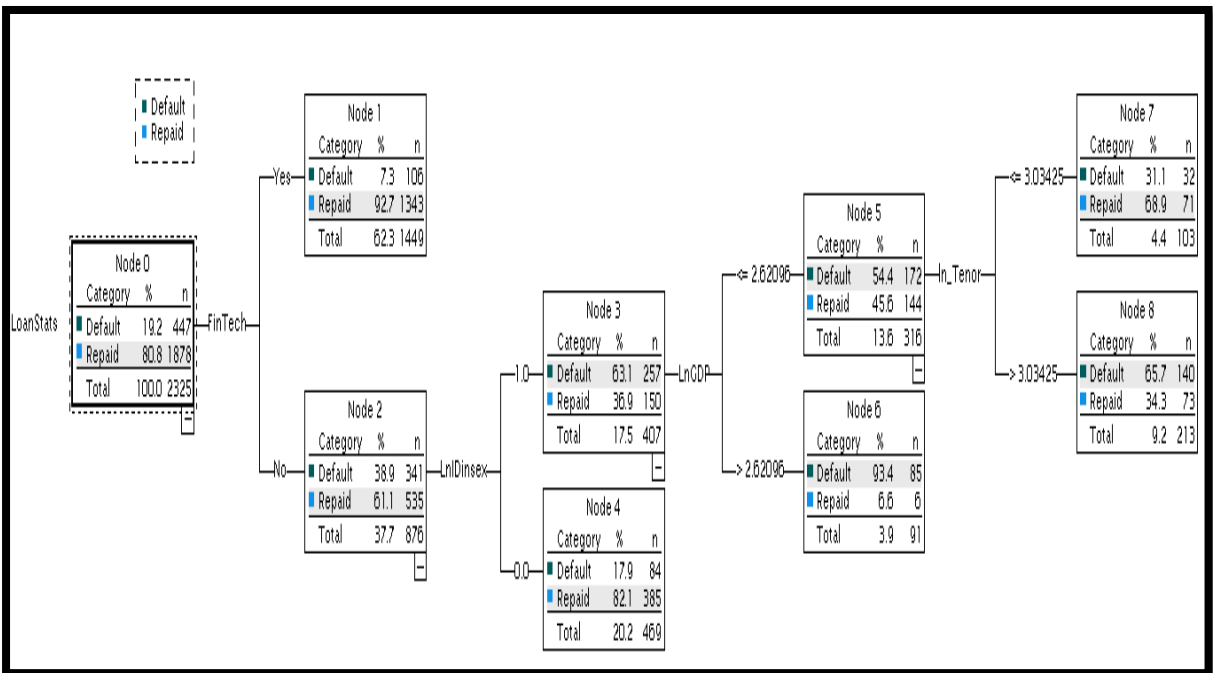 Default
Repaid
LoanStats
Node 0
Category % n
Default 19.2 447
Repaid 80.8 1878
Total 100.0 2325
FinTech
Yes
Node 1
Category % n
Default 7.3 106
Repaid 92.7 1343
Total 62.3 1449
No
Node 2
Category % n
Default 38.9 341
Repaid 61.1 535
Total 37.7 876
LnIDinsex
1.0
Node 3
Category % n
Default 63.1 257
Repaid 36.9 150
Total 17.5 407
0.0
Node 4
Category % n
Default 17.9 84
Repaid 82.1 385
Total 20.2 469
LnGDP
<= 2.62096
Node 5
Category % n
Default 54.4 172
Repaid 45.6 144
Total 13.6 316
> 2.62096
Node 6
Category % n
Default 93.4 85
Repaid 6.6 6
Total 3.9 91
ln_Tenor
<= 3.03425
Node 7
Category % n
Default 31.1 32
Repaid 68.9 71
Total 4.4 103
> 3.03425
Node 8
Category % n
Default 65.7 140
Repaid 34.3 73
Total 9.2 213